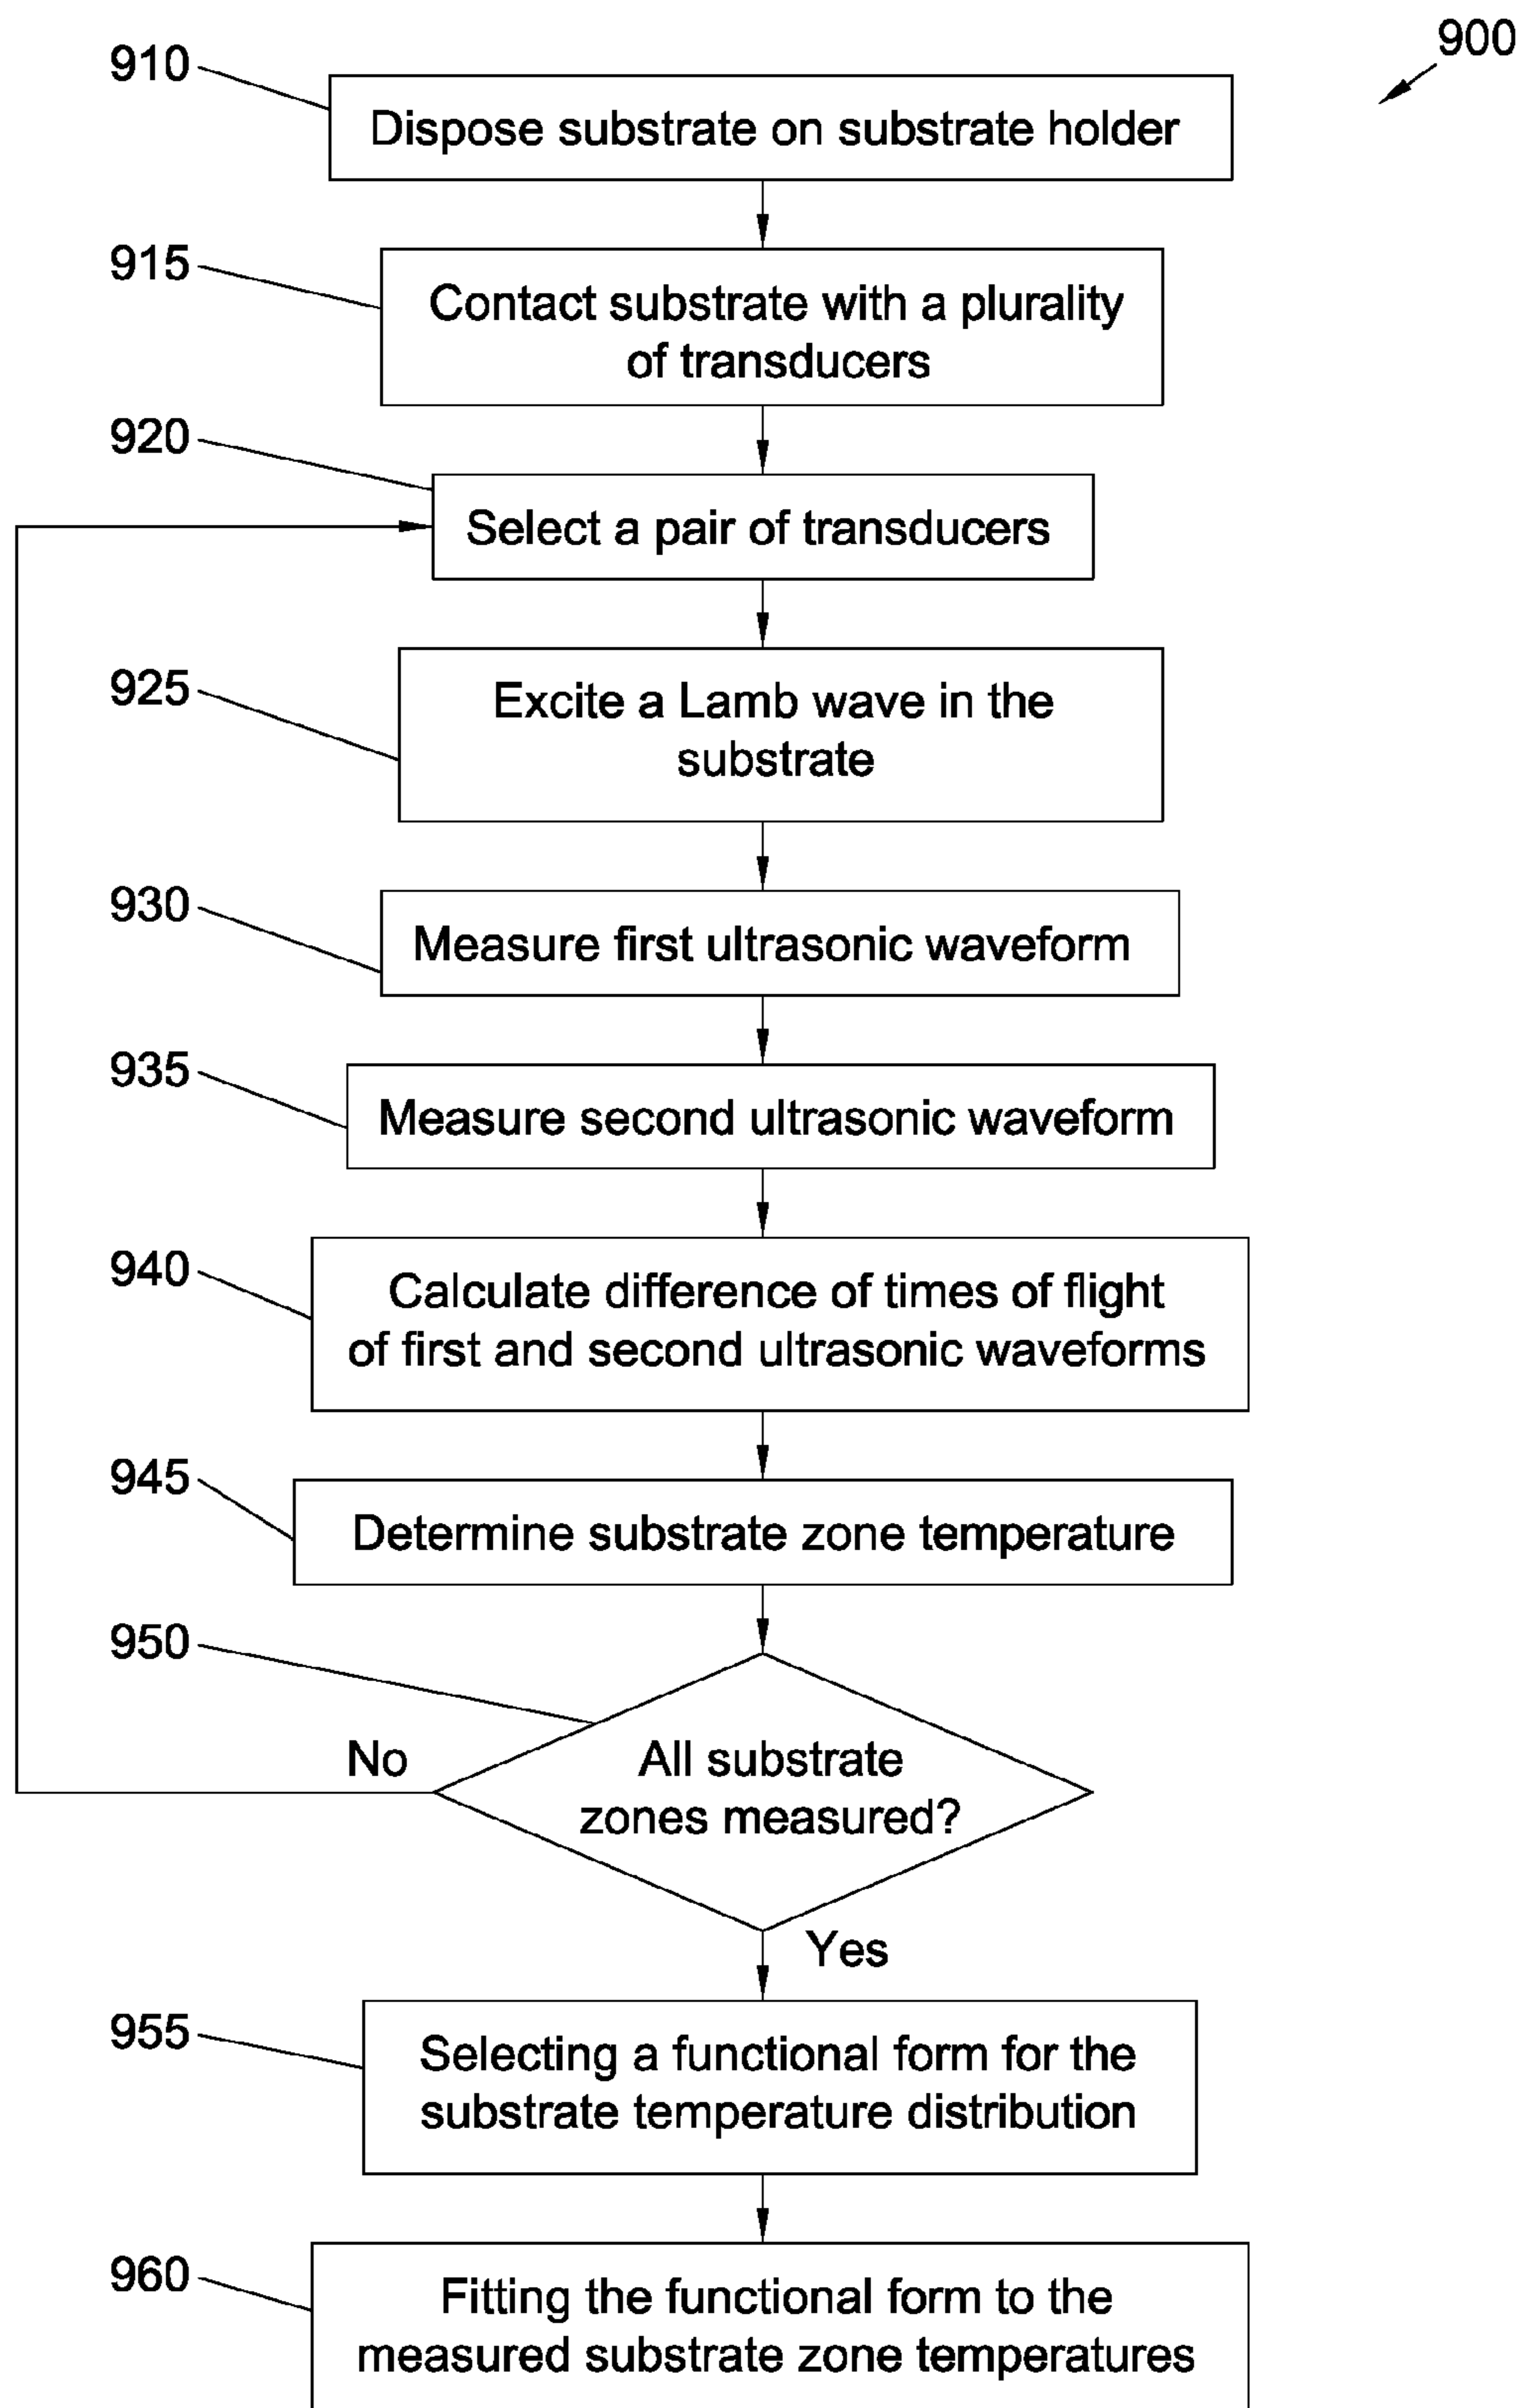 900
910
Dispose substrate on substrate holder
915
Contact substrate with a plurality
of transducers
920
Select a pair of transducers
925
Excite a Lamb wave in the
substrate
930
Measure first ultrasonic waveform
935
Measure second ultrasonic waveform
940
Calculate difference of times of flight
of first and second ultrasonic waveforms
945
Determine substrate zone temperature
950
No
All substrate
zones measured?
Yes
955
Selecting a functional form for the
substrate temperature distribution
960
Fitting the functional form to the
measured substrate zone temperatures